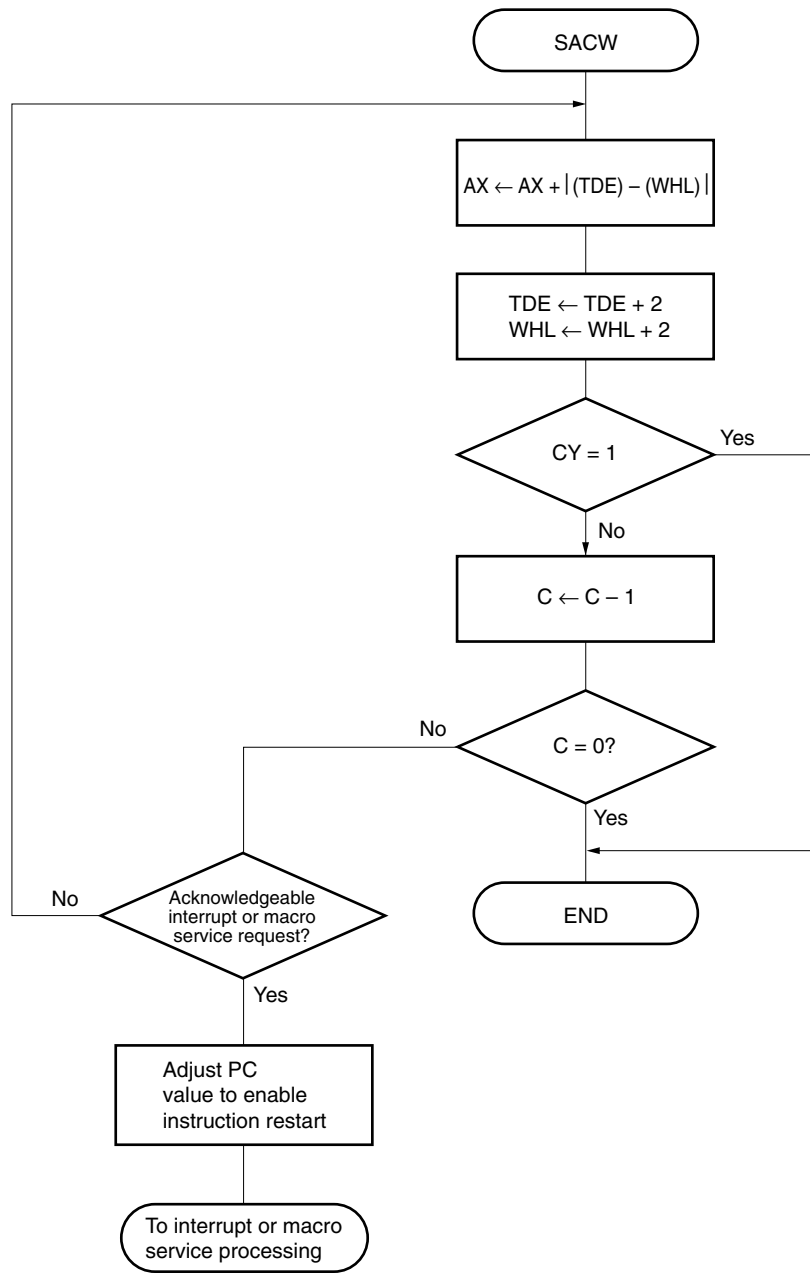 SACW
AX ← AX + |(TDE) – (WHL)|
TDE ← TDE + 2
WHL ← WHL + 2
CY = 1
Yes
No
C ← C – 1
No
C = 0?
Yes
No
Acknowledgeable
interrupt or macro
service request?
END
Yes
Adjust PC
value to enable
instruction restart
To interrupt or macro
service processing